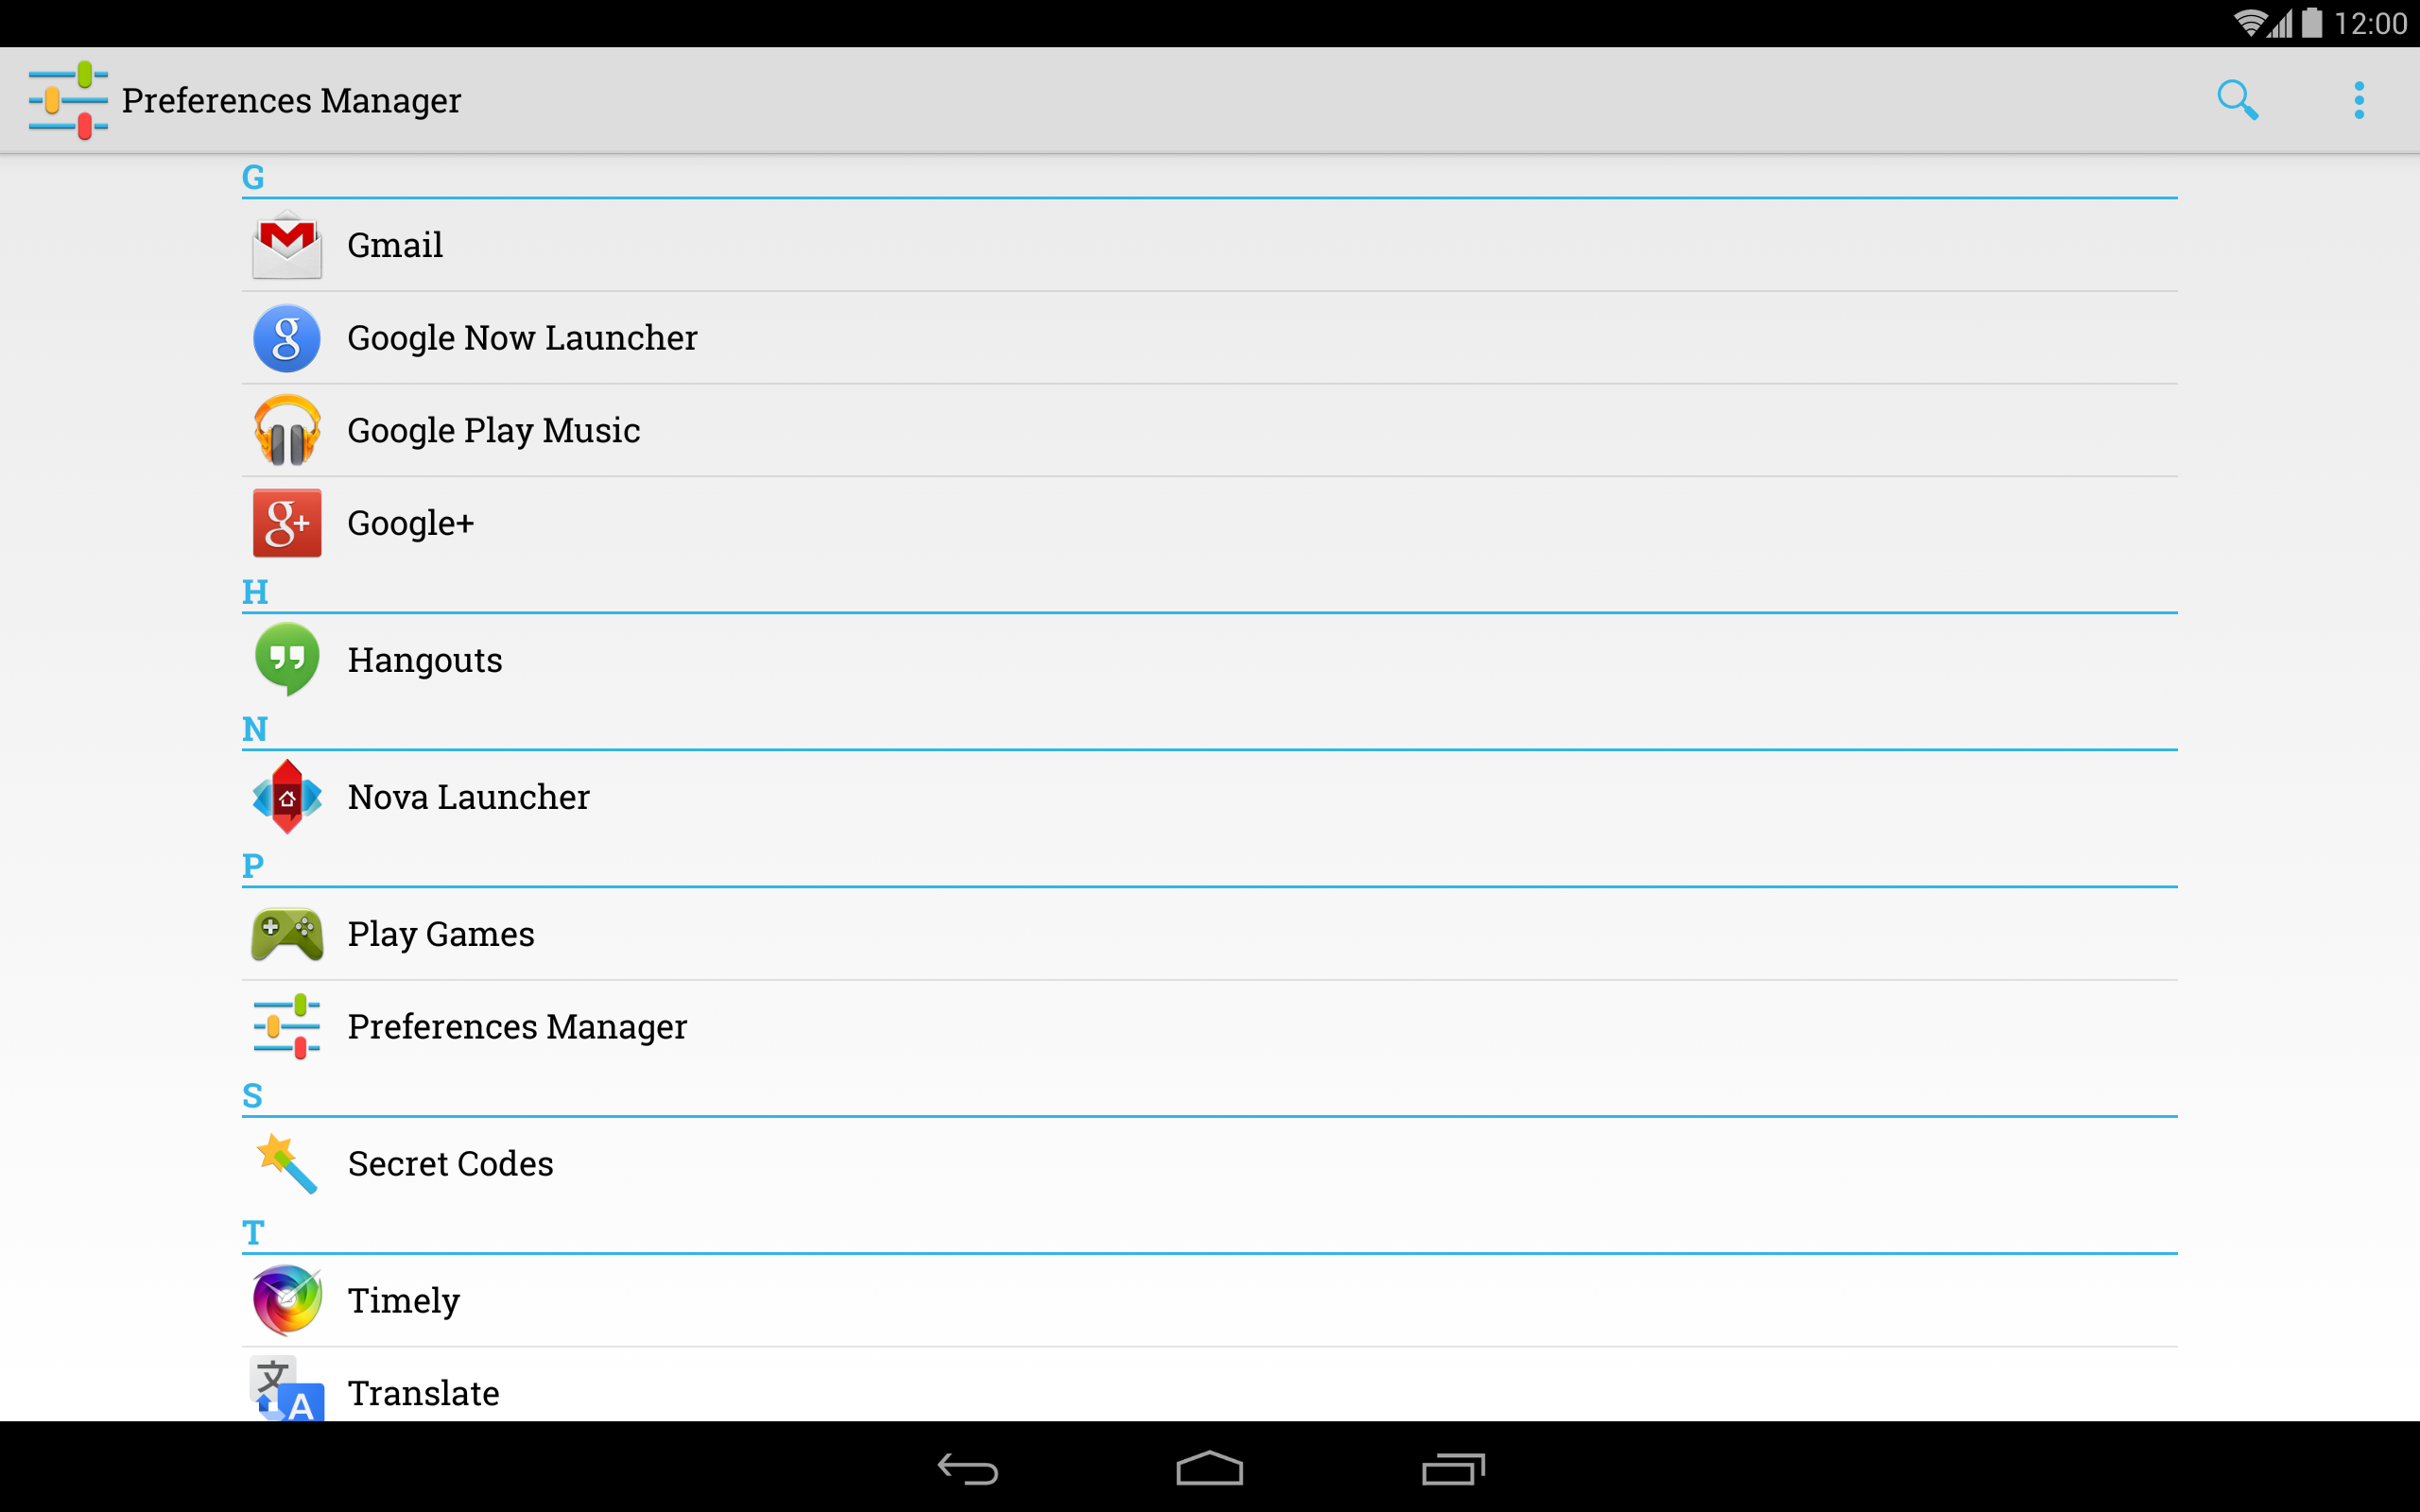 12:00
Preferences Manager
G
Gmail
g
Google Now Launcher
Google Play Music
g+
Google+
H
Hangouts
N
Nova Launcher
P
Play Games
Preferences Manager
S
Secret Codes
T
Timely
文
A
Translate